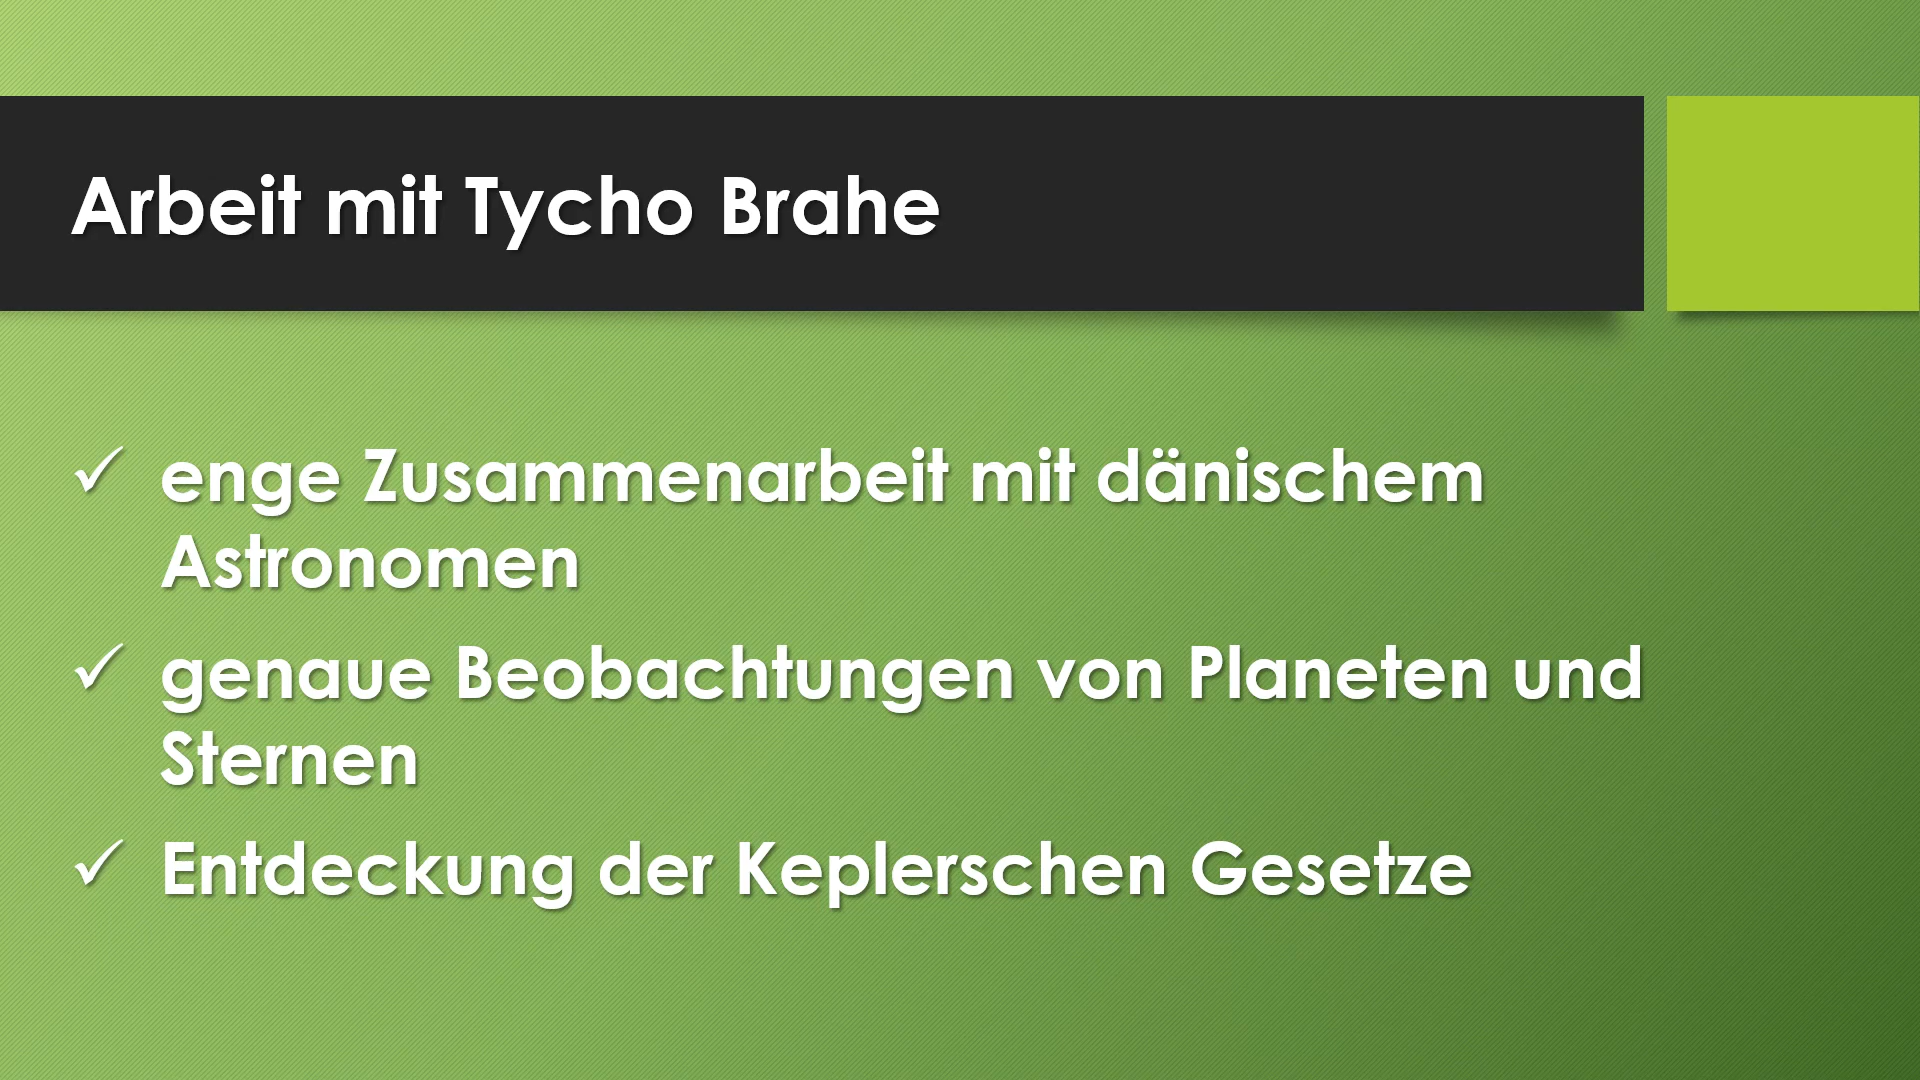 Arbeit mit Tycho Brahe
✓ enge Zusammenarbeit mit dänischem
Astronomen
✓ genaue Beobachtungen von Planeten und
Sternen
✓ Entdeckung der Keplerschen Gesetze